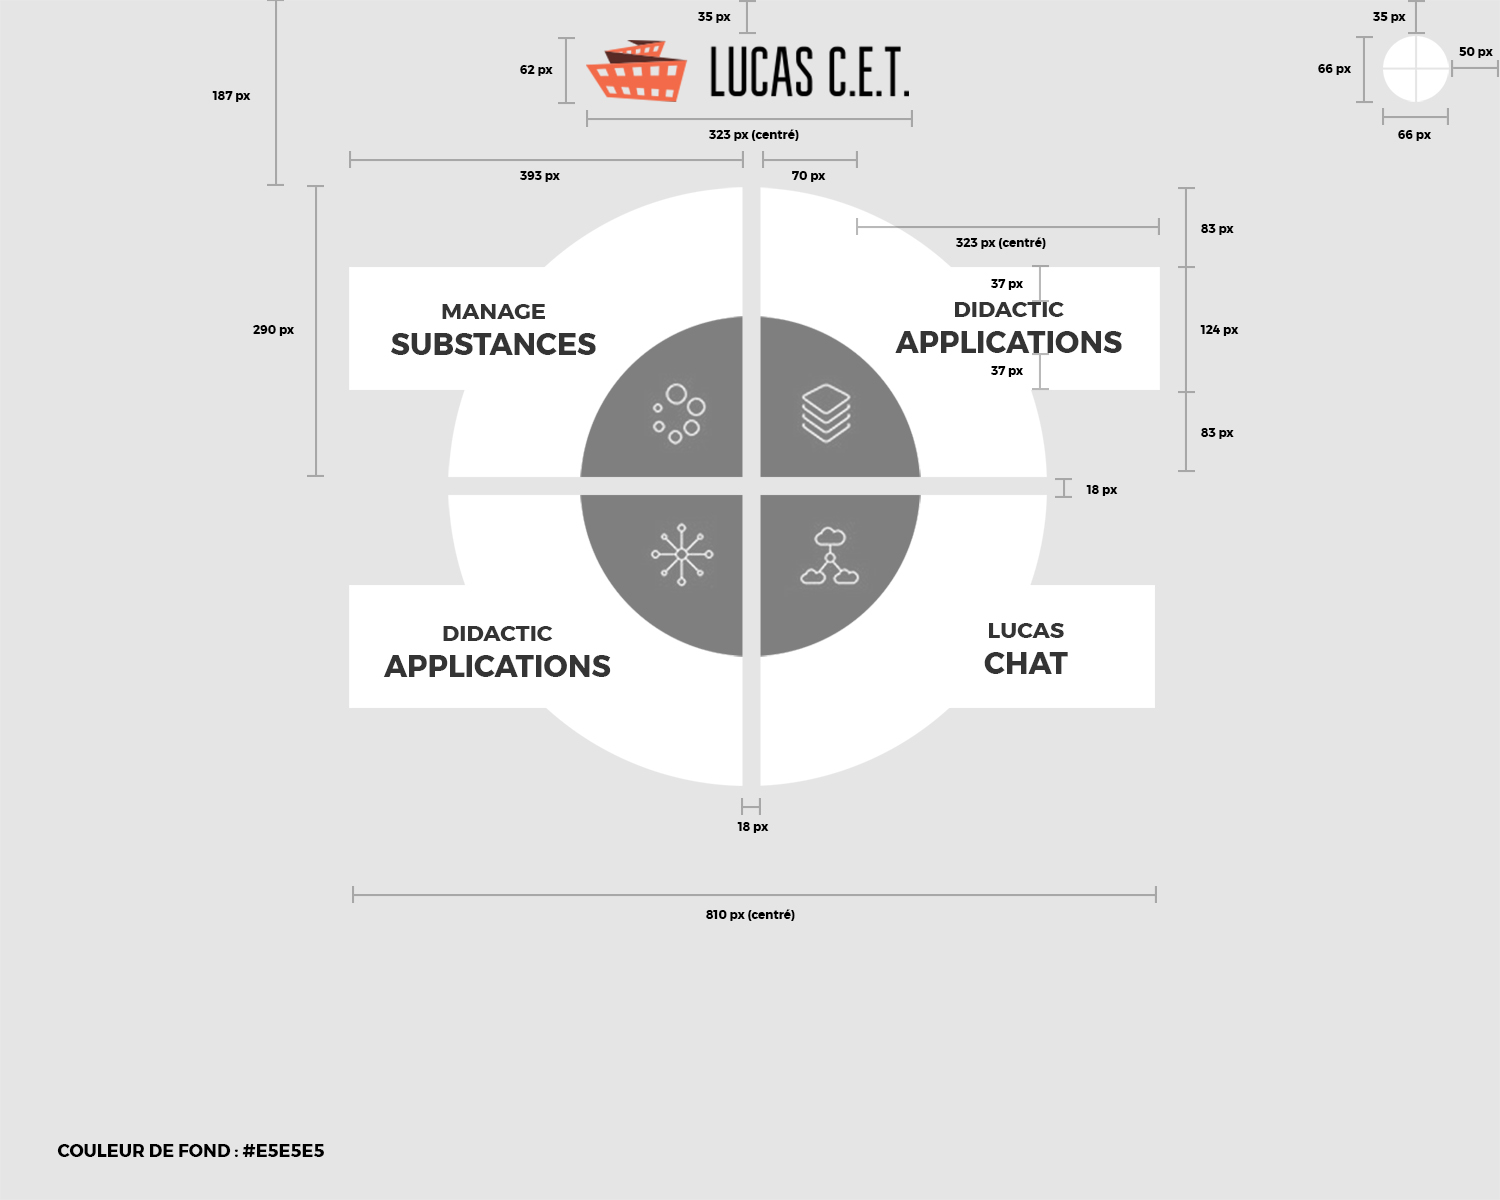 35 px
35 px
50 px
62 px
LUCAS C.E.T.
66 px
187 px
323 px (centré)
66 px
393 px
70 px
83 px
323 px (centré)
37 px
MANAGE
SUBSTANCES
DIDACTIC
APPLICATIONS
290 px
124 px
37 px
83 px
18 px
DIDACTIC
APPLICATIONS
LUCAS
CHAT
18 px
810 px (centré)
COULEUR DE FOND : #E5E5E5